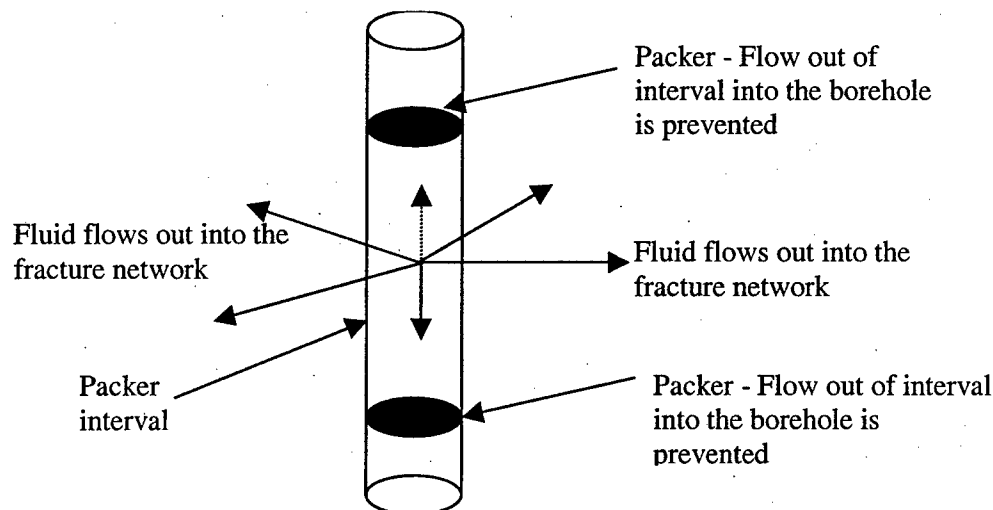 Packer - Flow out of
interval into the borehole
is prevented
Fluid flows out into the
fracture network
Fluid flows out into the
fracture network
Packer
interval
Packer - Flow out of interval
into the borehole is
prevented